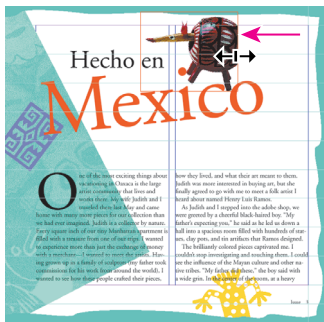 Hecho en
Mexico
One of the most exciting things about
vacationing in Oaxaca is the large
artist community that lives and
works there. My wife Judith and I
traveled there last May and came
home with many more pieces for our collection than
we had ever imagined. Judith is a collector by nature.
Every square inch of our tiny Manhattan apartment is
filled with a treasure from one of our trips. I wanted
to experience more than just the exchange of money
with a merchant—I wanted to meet the artists. Hav-
ing grown up in a family of sculptors (my father took
commissions for his work from around the world), I
wanted to see how these people crafted their pieces,
how they lived, and what their art meant to them.
Judith was more interested in buying art, but she
finally agreed to go with me to meet a folk artist I
heard about named Henry Luis Ramos.
As Judith and I stepped into the adobe shop, we
were greeted by a cheerful black-haired boy. "My
father's expecting you," he said as he led us down a
hall into a spacious room filled with hundreds of stat-
ues, clay pots, and tin artifacts that Ramos designed.
The brilliantly colored pieces captivated me. I
couldn't stop investigating and touching them. I could
see the influence of the Mayan culture and other na-
tive tribes. "My father did these," the boy said with
a wide grin. In the center of the room, at a heavy